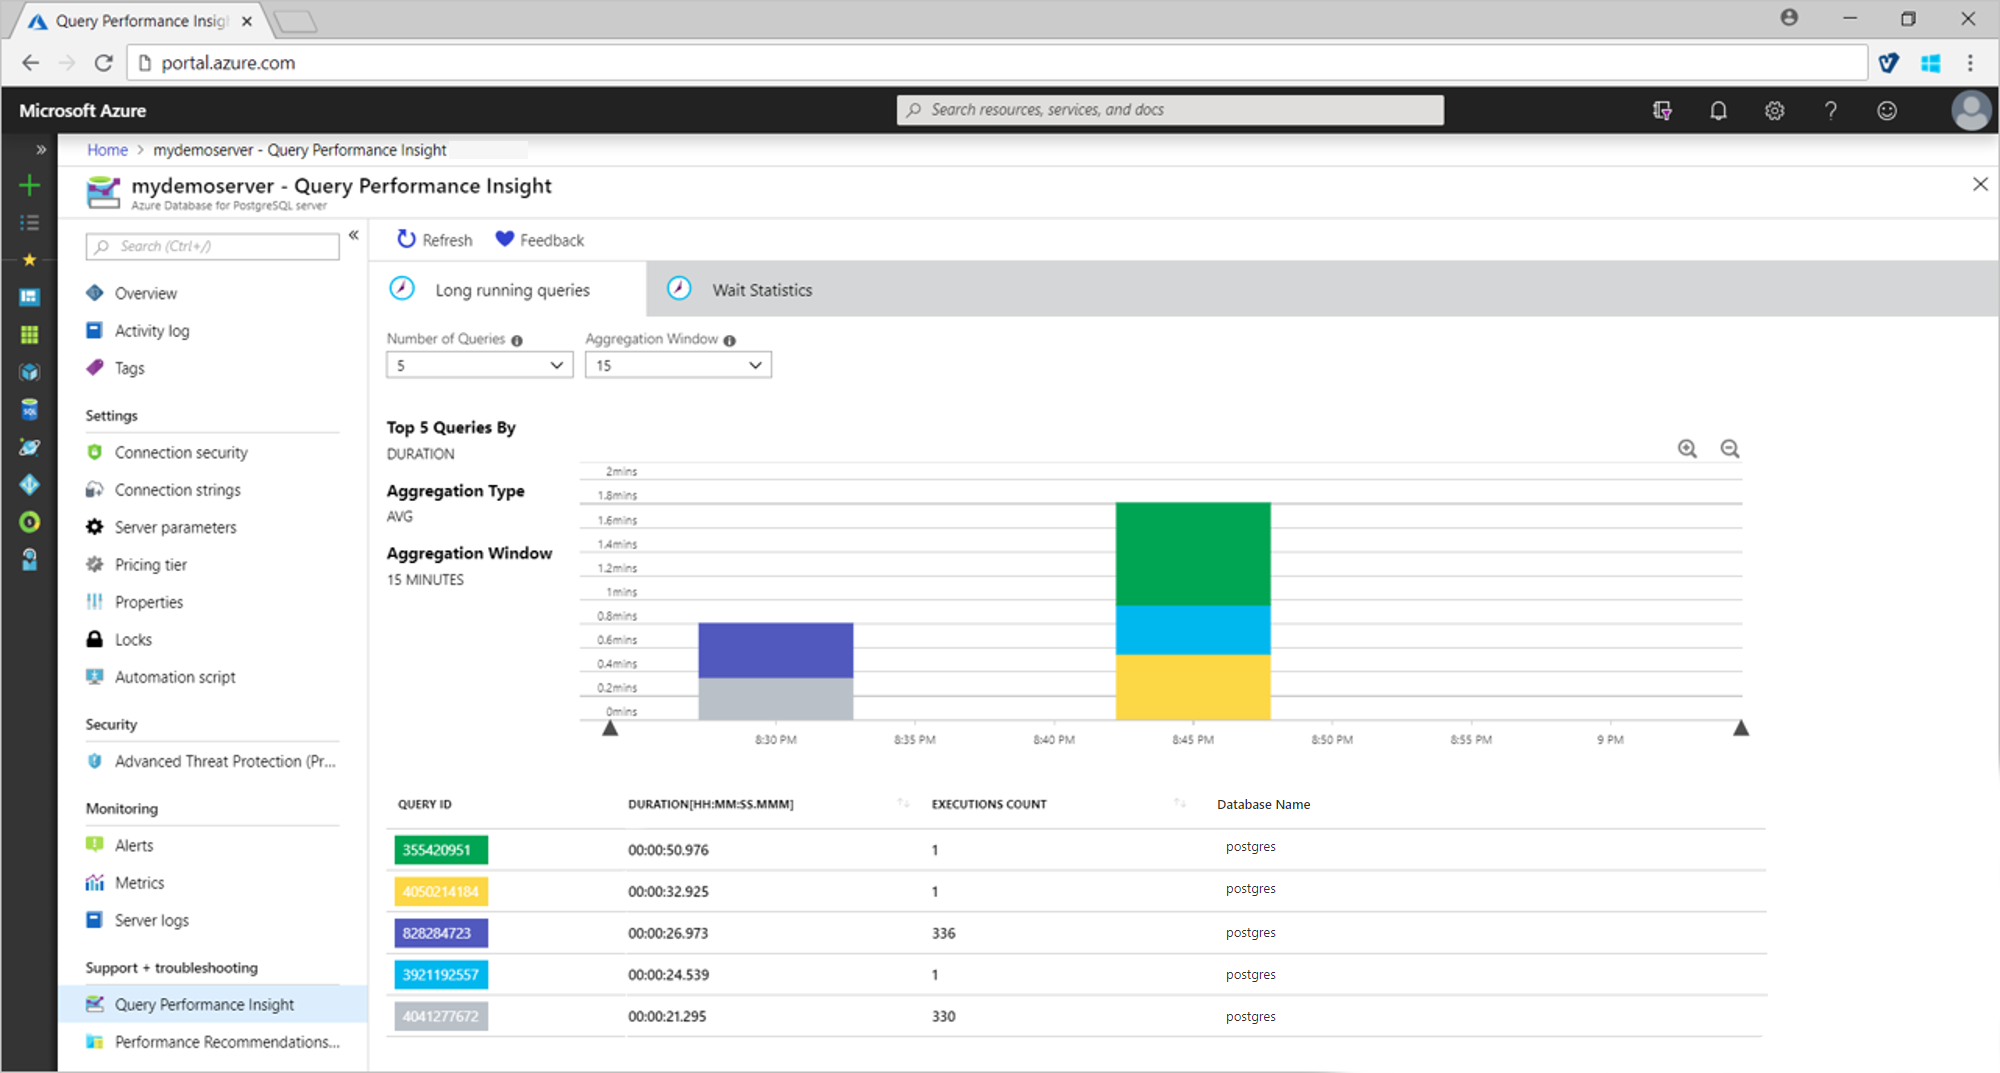 Query Performance Insig
portal.azure.com
Microsoft Azure
Search resources, services, and docs
Home > mydemoserver - Query Performance Insight
mydemoserver - Query Performance Insight
Azure Database for PostgreSQL server
Search (Ctrl+/)
Overview
Activity log
Tags
Settings
Connection security
Connection strings
Server parameters
Pricing tier
Properties
Locks
Automation script
Security
Advanced Threat Protection (Pr...
Monitoring
Alerts
Metrics
Server logs
Support + troubleshooting
Query Performance Insight
Performance Recommendations...
Refresh Feedback
Long running queries Wait Statistics
Number of Queries Aggregation Window
5 15
Top 5 Queries By
DURATION
Aggregation Type
AVG
Aggregation Window
15 MINUTES
2mins
1.8mins
1.6mins
1.4mins
1.2mins
1mins
0.8mins
0.6mins
0.4mins
0.2mins
0mins
8:30 PM 8:35 PM 8:40 PM 8:45 PM 8:50 PM 8:55 PM 9 PM
QUERY ID DURATION[HH:MM:SS.MMM] EXECUTIONS COUNT Database Name
355420951 00:00:50.976 1 postgres
4050214184 00:00:32.925 1 postgres
828284723 00:00:26.973 336 postgres
3921192557 00:00:24.539 1 postgres
4041277672 00:00:21.295 330 postgres